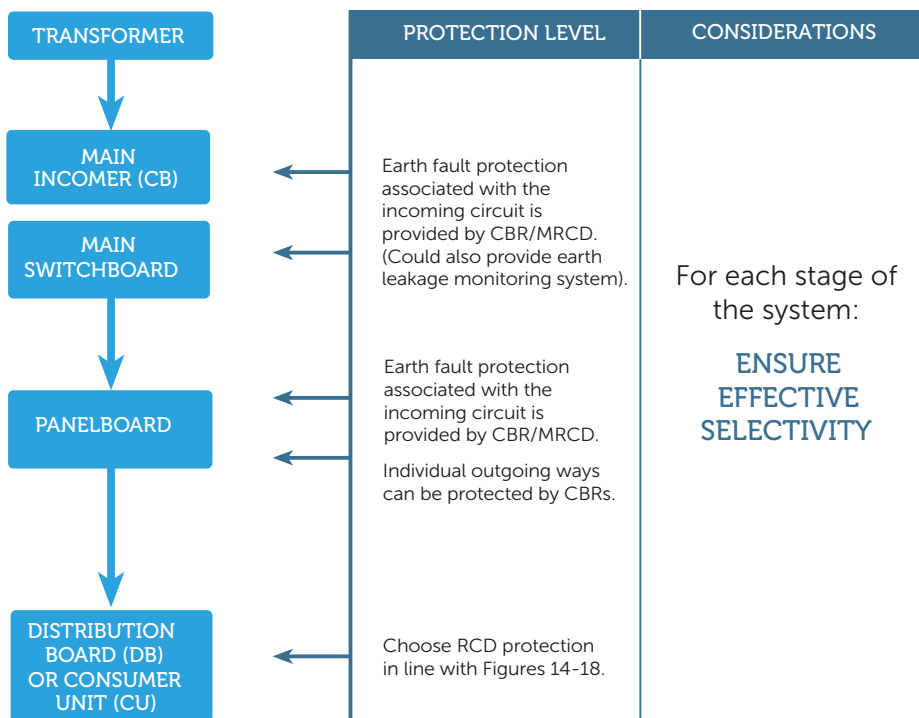 TRANSFORMER
PROTECTION LEVEL
CONSIDERATIONS
MAIN
INCOMER (CB)
MAIN
SWITCHBOARD
Earth fault protection
associated with the
incoming circuit is
provided by CBR/MRCD.
(Could also provide earth
leakage monitoring system).
For each stage of
the system:
ENSURE
EFFECTIVE
SELECTIVITY
PANELBOARD
Earth fault protection
associated with the
incoming circuit is
provided by CBR/MRCD.
Individual outgoing ways
can be protected by CBRs.
DISTRIBUTION
BOARD (DB)
OR CONSUMER
UNIT (CU)
Choose RCD protection
in line with Figures 14-18.